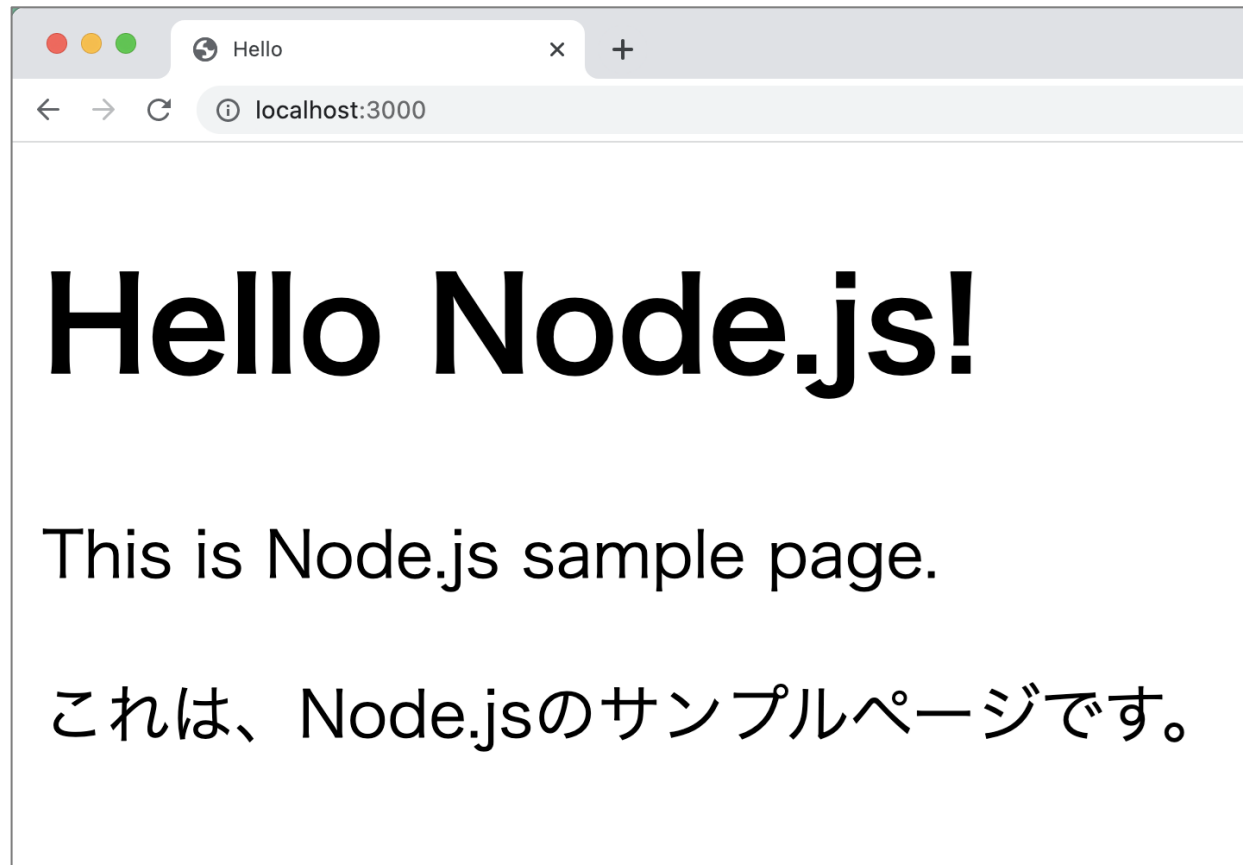 Hello
localhost:3000
Hello Node.js!
This is Node.js sample page.
これは、Node.jsのサンプルページです。